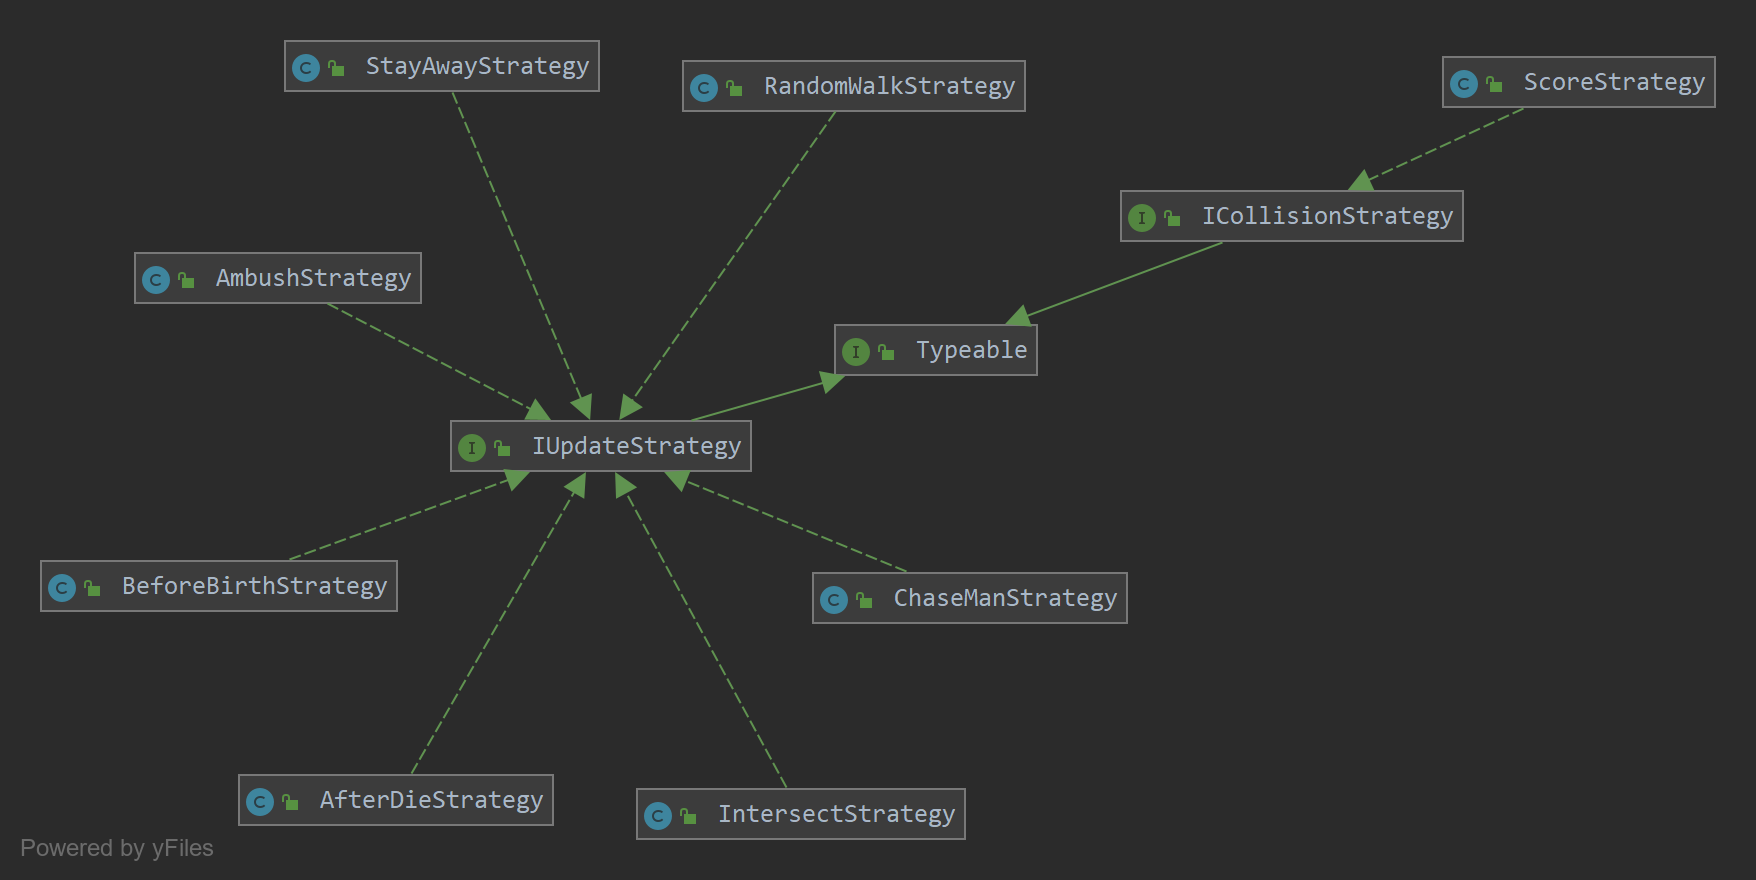 StayAwayStrategy
RandomWalkStrategy
ScoreStrategy
ICollisionStrategy
AmbushStrategy
Typeable
IUpdateStrategy
BeforeBirthStrategy
ChaseManStrategy
AfterDieStrategy
IntersectStrategy
Powered by yFiles